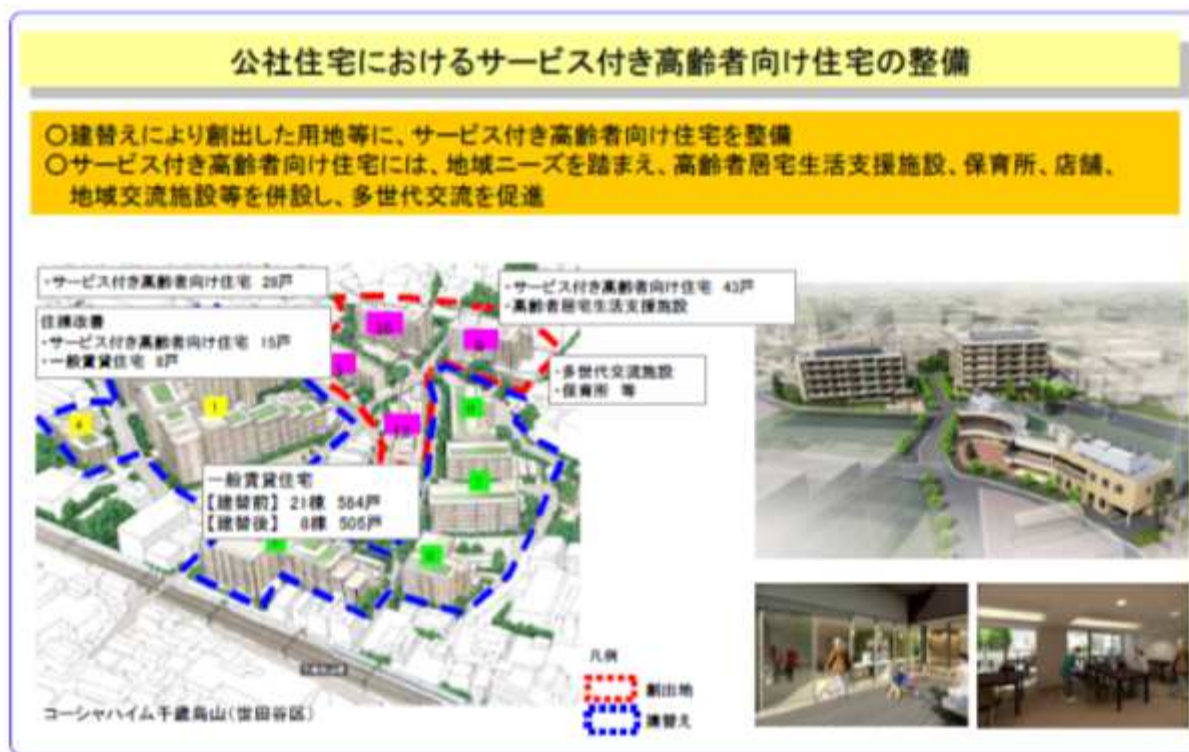 公社住宅におけるサービス付き高齢者向け住宅の整備
○建替えにより創出した用地等に、サービス付き高齢者向け住宅を整備
○サービス付き高齢者向け住宅には、地域ニーズを踏まえ、高齢者居宅生活支援施設、保育所、店舗、
地域交流施設等を併設し、多世代交流を促進
・サービス付き高齢者向け住宅 28戸
住棟改善
・サービス付き高齢者向け住宅 15戸
・一般賃貸住宅 8戸
・サービス付き高齢者向け住宅 43戸
・高齢者居宅生活支援施設
・多世代交流施設
・保育所 等
1
4
一般賃貸住宅
【建替前】 21棟 584戸
【建替後】 8棟 505戸
凡例
創出地
建替え
コーシャハイム千歳烏山(世田谷区)